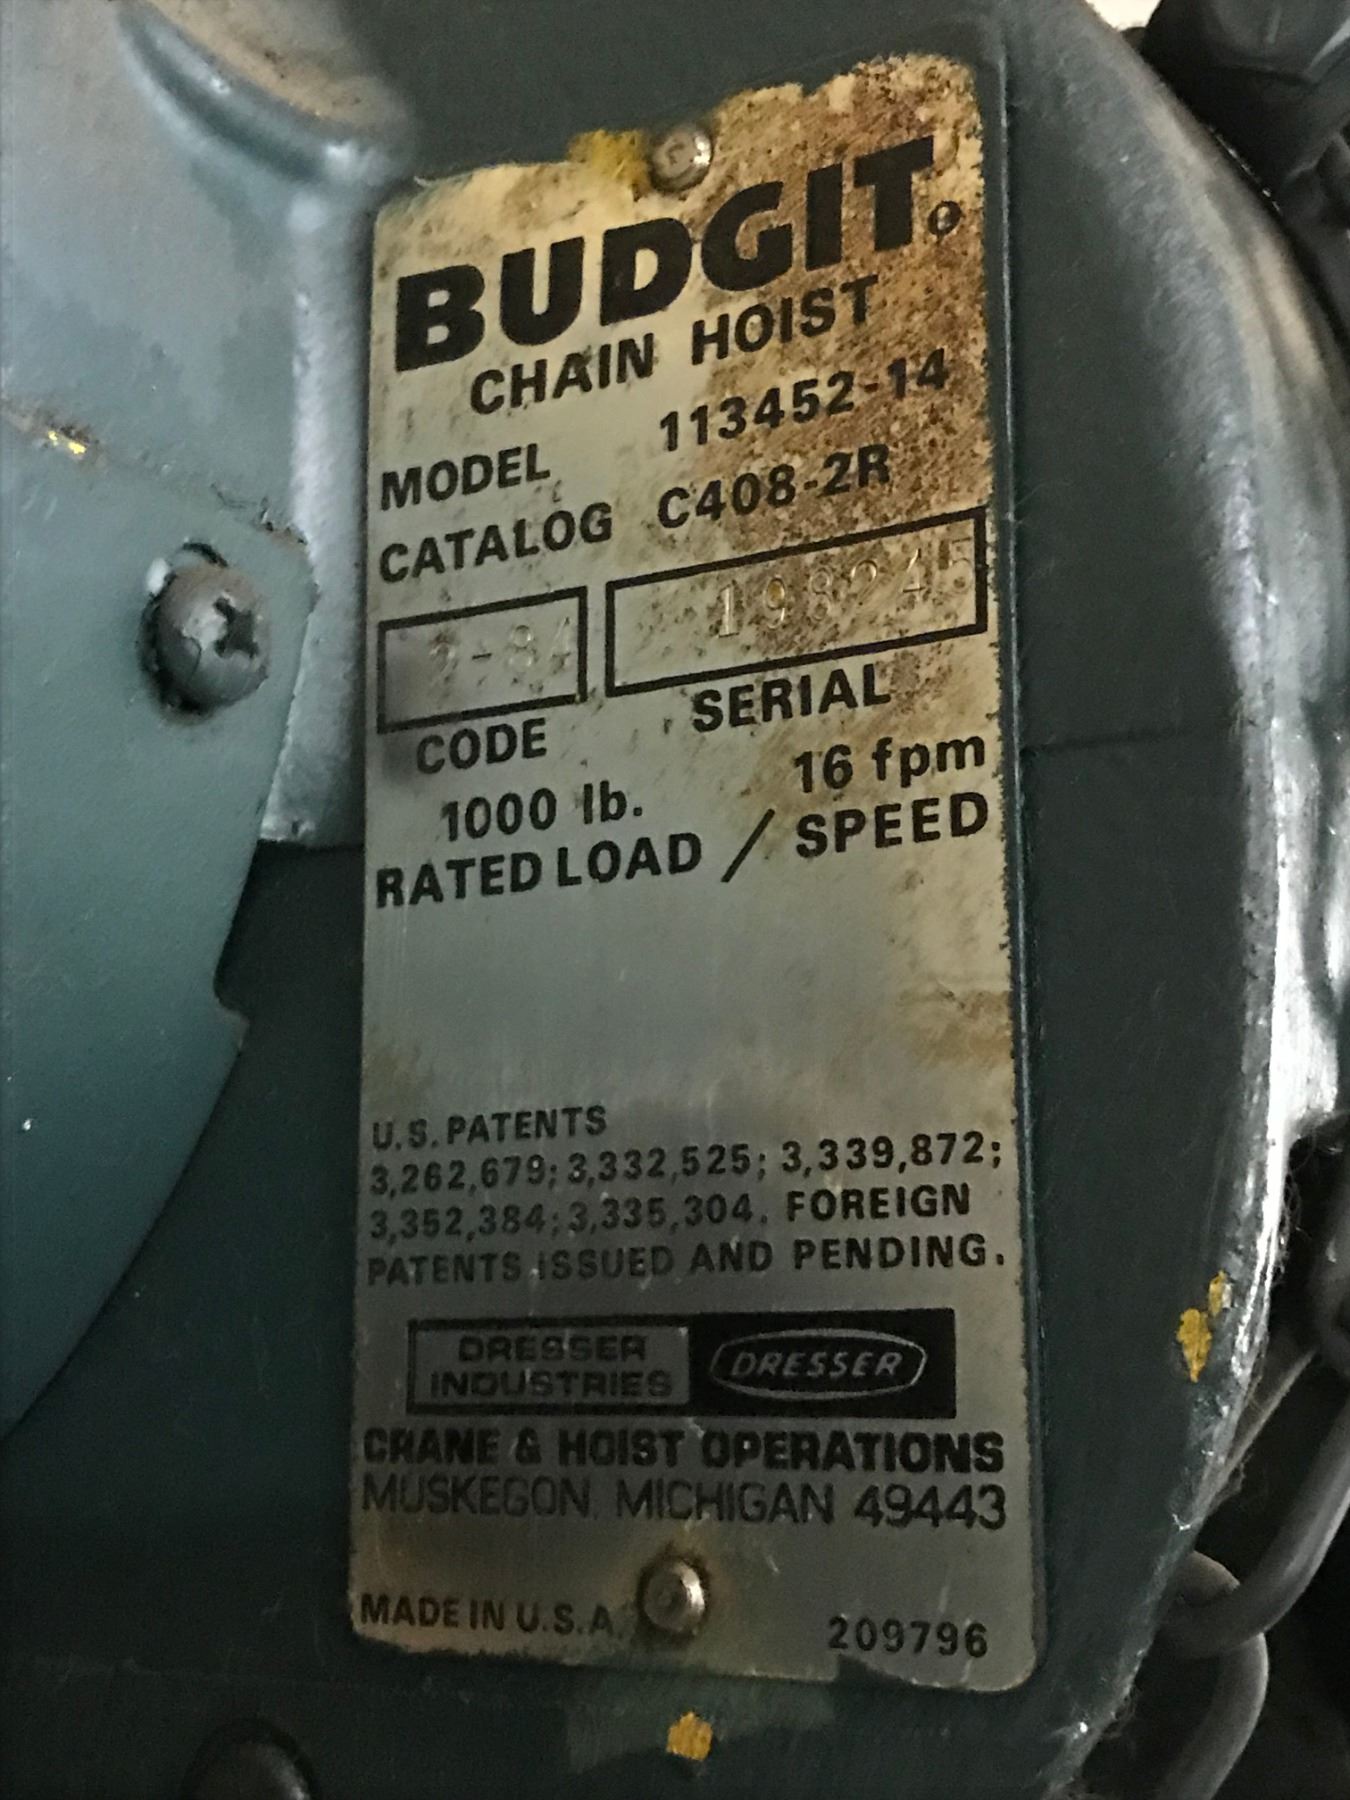 BUDGIT®
CHAIN HOIST
MODEL 113452-14
CATALOG C408-2R
198245
CODE SERIAL
1000 lb. 16 fpm
RATED LOAD / SPEED
U.S. PATENTS
3,262,679; 3,332,525; 3,339,872;
3,352,384; 3,335,304. FOREIGN
PATENTS ISSUED AND PENDING.
DRESSER
INDUSTRIES
DRESSER
CRANE & HOIST OPERATIONS
MUSKEGON, MICHIGAN 49443
MADE IN U.S.A.
209796